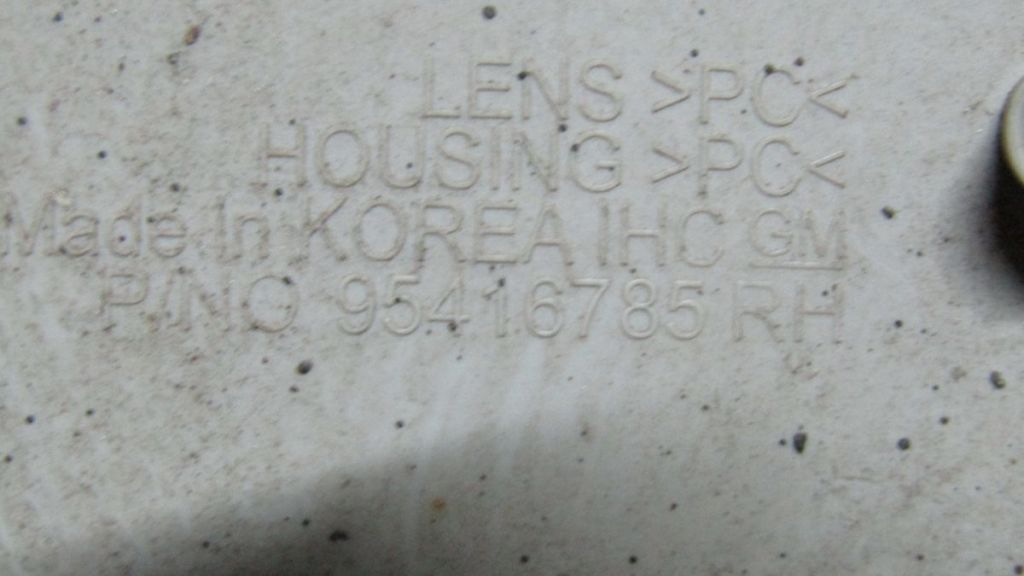 LENS >PC<
HOUSING >PC<
Made In KOREA IHC GM
P/NO 95416785 RH